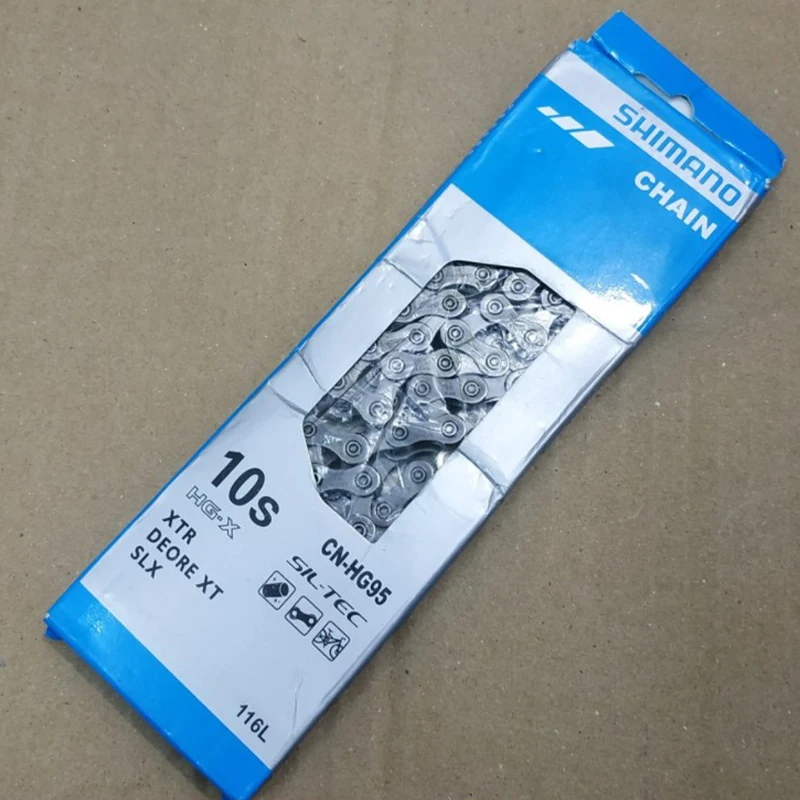 SHIMANO
CHAIN
10s
HG-X
XTR
DEORE XT
SLX
CN-HG95
SIL-TEC
116L